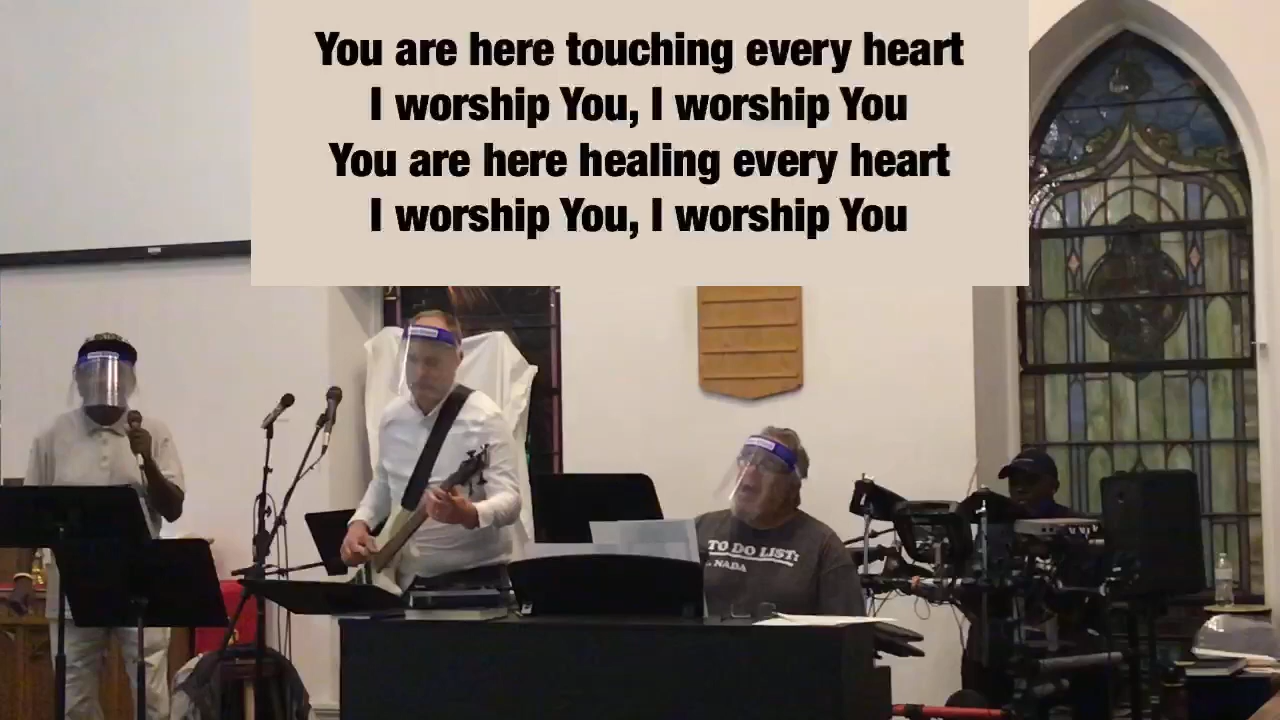 You are here touching every heart
I worship You, I worship You
You are here healing every heart
I worship You, I worship You
TO DO LIST:
. NADA